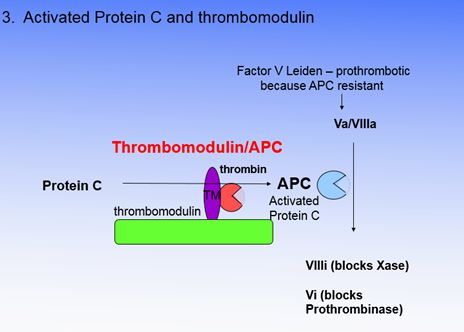 3. Activated Protein C and thrombomodulin
Factor V Leiden – prothrombotic
because APC resistant
Va/VIIIa
Thrombomodulin/APC
thrombin
Protein C
TM
APC
Activated
Protein C
thrombomodulin
VIIIi (blocks Xase)
Vi (blocks
Prothrombinase)